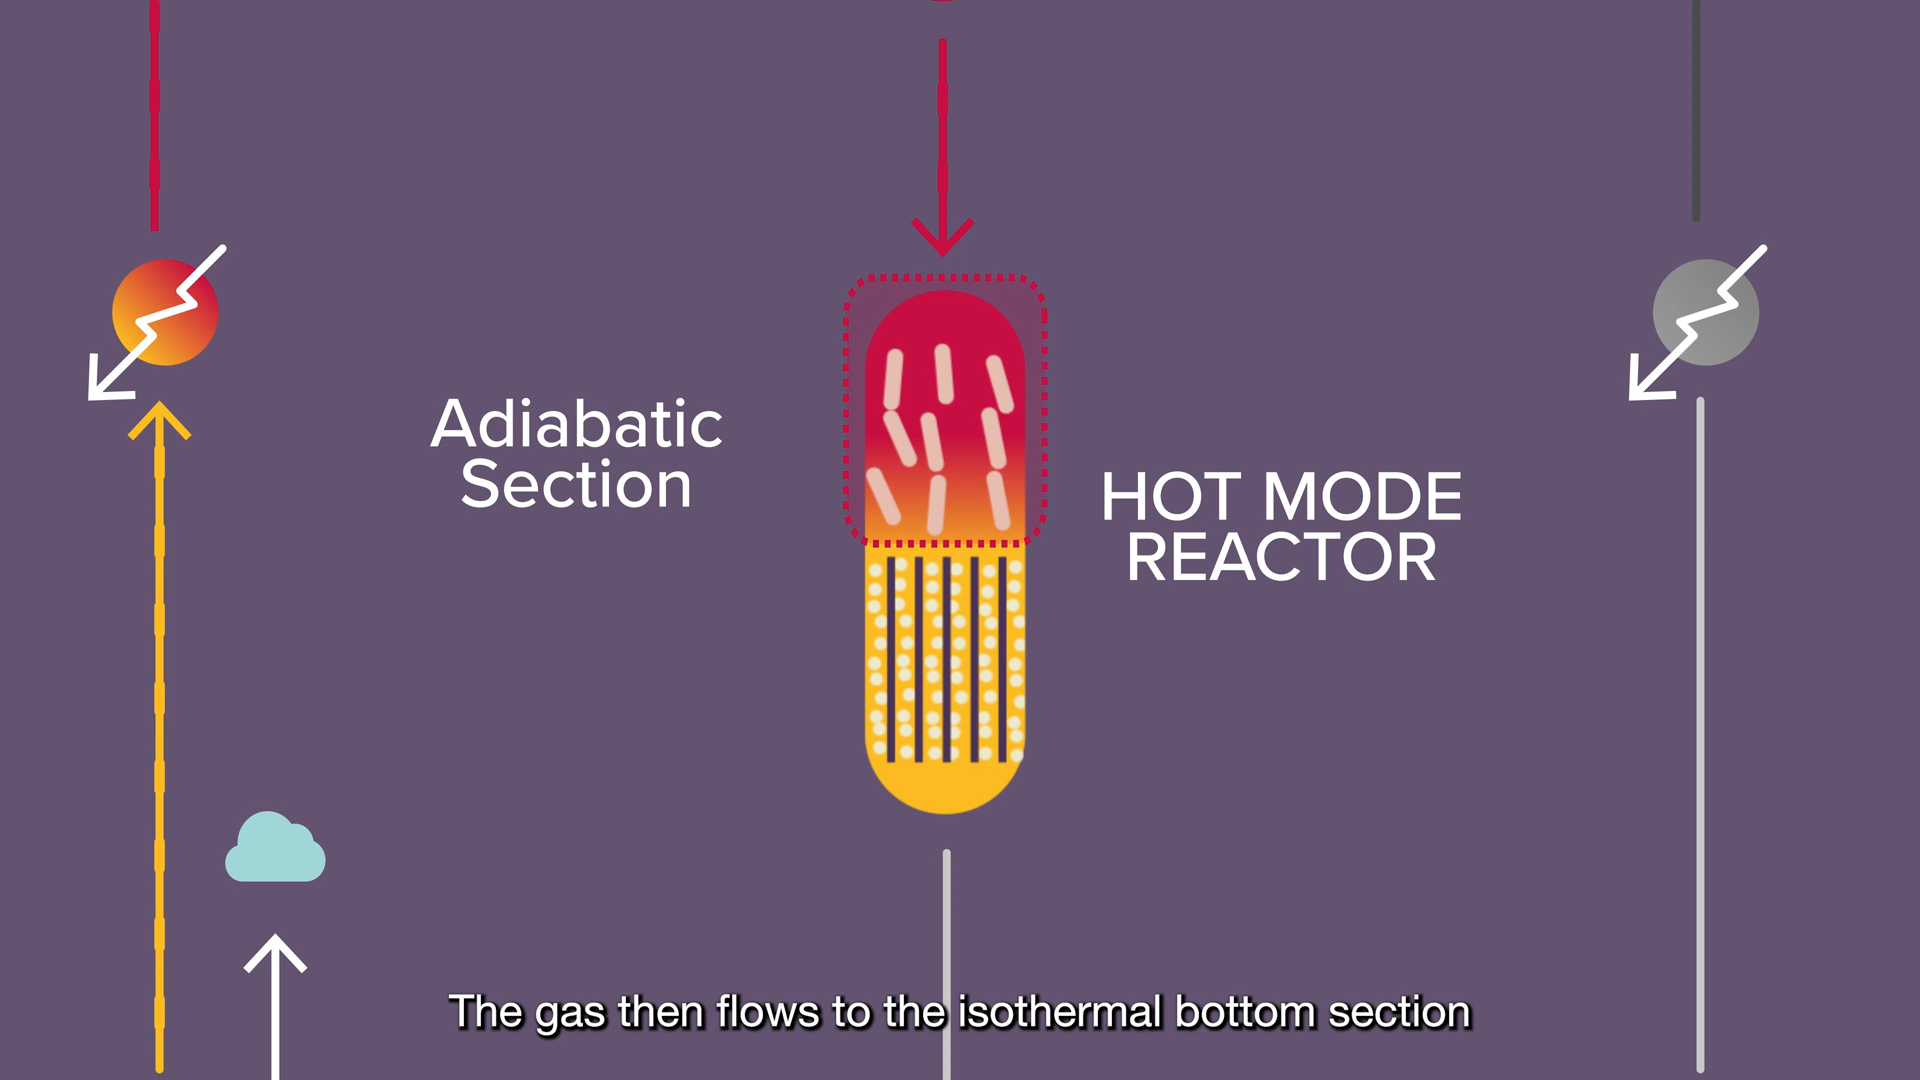 Adiabatic
Section
HOT MODE
REACTOR
The gas then flows to the isothermal bottom section